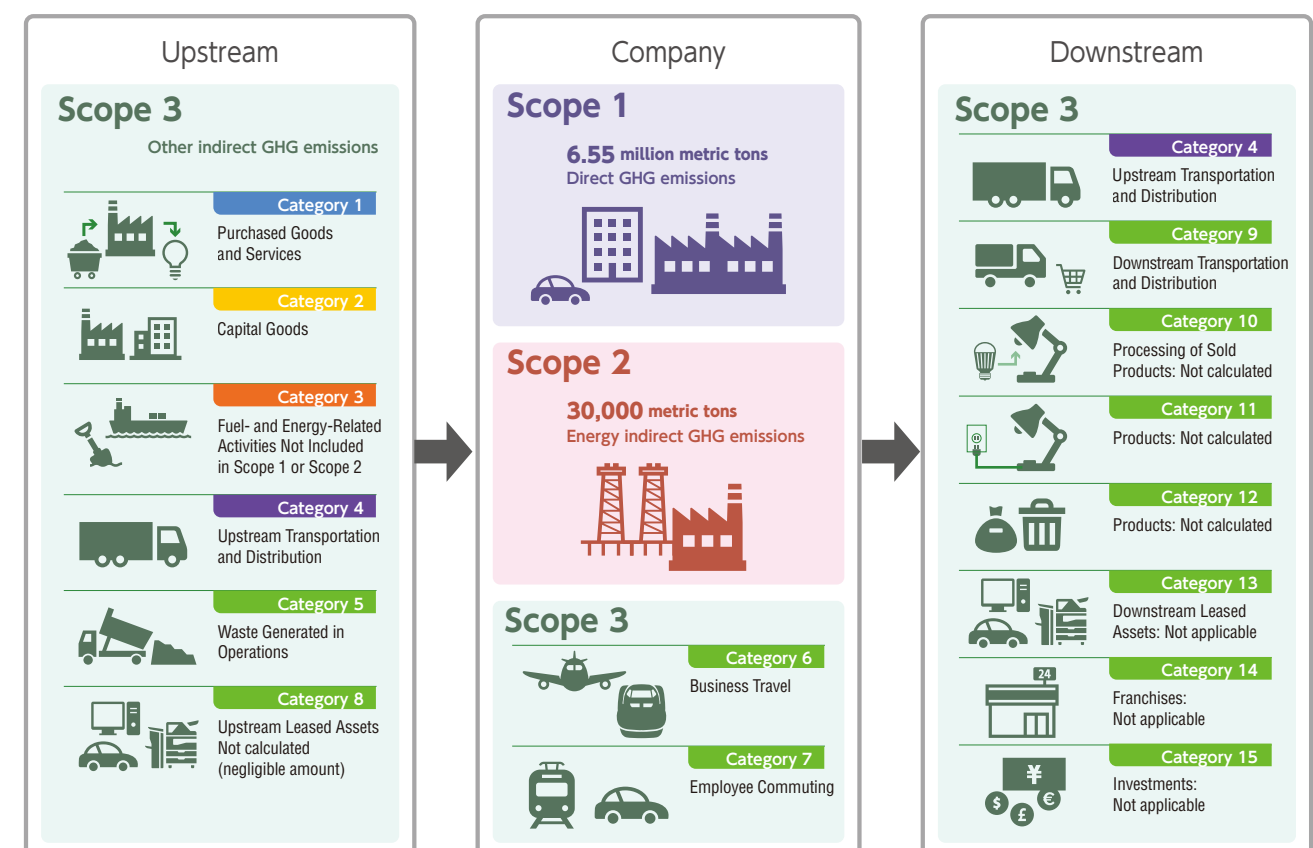 Upstream
Scope 3
Other indirect GHG emissions
Category 1
Purchased Goods
and Services
Category 2
Capital Goods
Category 3
Fuel- and Energy-Related
Activities Not Included
in Scope 1 or Scope 2
Category 4
Upstream Transportation
and Distribution
Category 5
Waste Generated in
Operations
Category 8
Upstream Leased Assets
Not calculated
(negligible amount)
Company
Scope 1
6.55 million metric tons
Direct GHG emissions
Scope 2
30,000 metric tons
Energy indirect GHG emissions
Scope 3
Category 6
Business Travel
Category 7
Employee Commuting
Downstream
Scope 3
Category 4
Upstream Transportation
and Distribution
Category 9
Downstream Transportation
and Distribution
Category 10
Processing of Sold
Products: Not calculated
Category 11
Products: Not calculated
Category 12
Products: Not calculated
Category 13
Downstream Leased
Assets: Not applicable
24
Category 14
Franchises:
Not applicable
Category 15
¥
Investments:
Not applicable
$ £ €